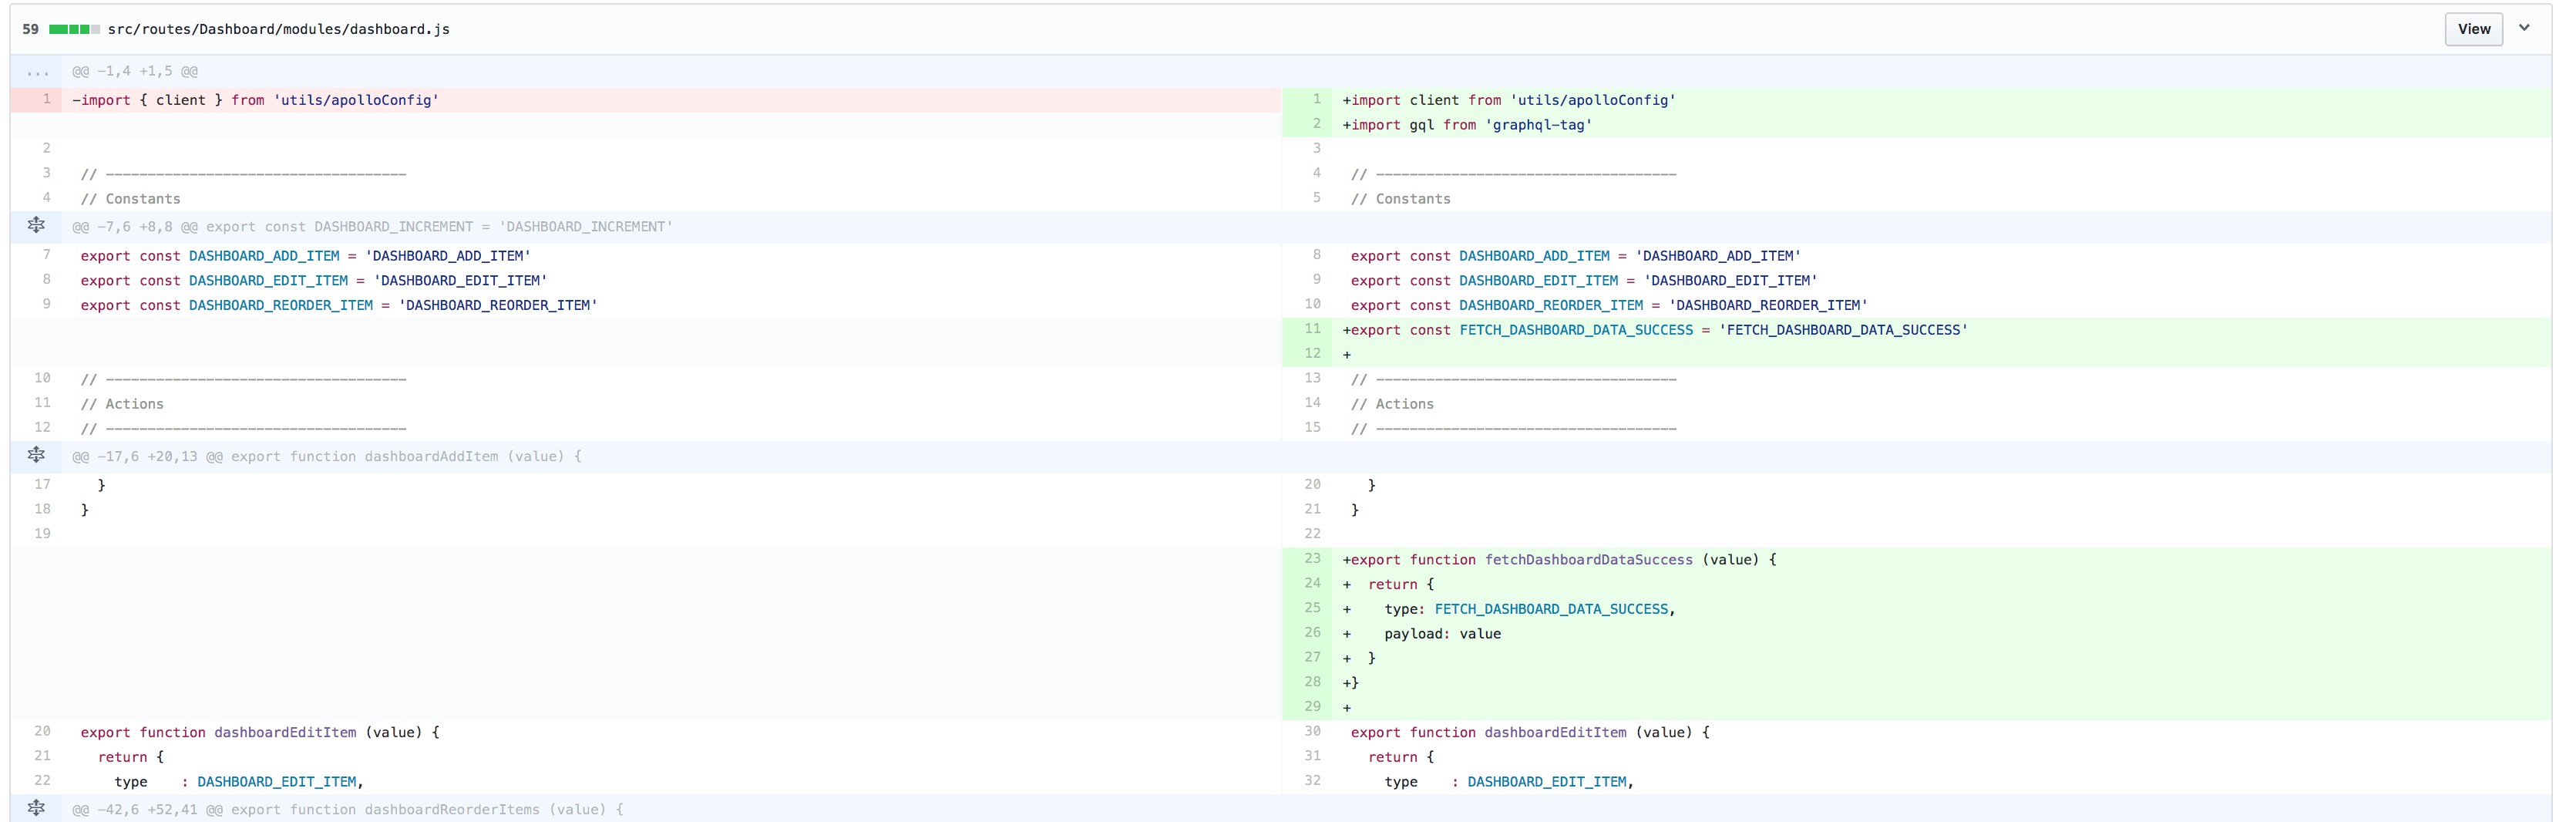 59 src/routes/Dashboard/modules/dashboard.js View
... @@ -1,4 +1,5 @@
1 -import { client } from 'utils/apolloConfig' 1 +import client from 'utils/apolloConfig'
2 +import gql from 'graphql-tag'
2 3
3 // ------------------------------------ 4 // ------------------------------------
4 // Constants 5 // Constants
@@ -7,6 +8,8 @@ export const DASHBOARD_INCREMENT = 'DASHBOARD_INCREMENT'
7 export const DASHBOARD_ADD_ITEM = 'DASHBOARD_ADD_ITEM' 8 export const DASHBOARD_ADD_ITEM = 'DASHBOARD_ADD_ITEM'
8 export const DASHBOARD_EDIT_ITEM = 'DASHBOARD_EDIT_ITEM' 9 export const DASHBOARD_EDIT_ITEM = 'DASHBOARD_EDIT_ITEM'
9 export const DASHBOARD_REORDER_ITEM = 'DASHBOARD_REORDER_ITEM' 10 export const DASHBOARD_REORDER_ITEM = 'DASHBOARD_REORDER_ITEM'
11 +export const FETCH_DASHBOARD_DATA_SUCCESS = 'FETCH_DASHBOARD_DATA_SUCCESS'
12 +
10 // ------------------------------------ 13 // ------------------------------------
11 // Actions 14 // Actions
12 // ------------------------------------ 15 // ------------------------------------
@@ -17,6 +20,13 @@ export function dashboardAddItem (value) {
17 } 20 }
18 } 21 }
19 22
23 +export function fetchDashboardDataSuccess (value) {
24 + return {
25 + type: FETCH_DASHBOARD_DATA_SUCCESS,
26 + payload: value
27 + }
28 +}
29 +
20 export function dashboardEditItem (value) { 30 export function dashboardEditItem (value) {
21 return { 31 return {
22 type : DASHBOARD_EDIT_ITEM, 32 type : DASHBOARD_EDIT_ITEM,
@@ -42,6 +52,41 @@ export function dashboardReorderItems (value) {